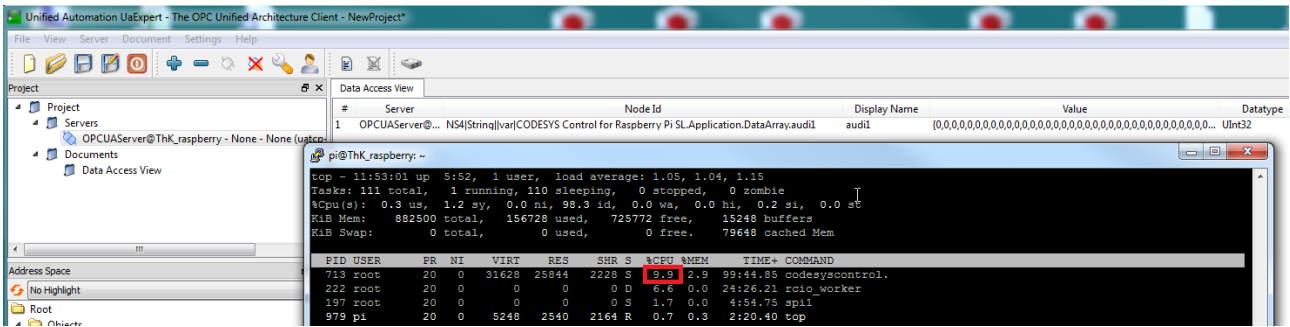 Unified Automation UaExpert - The OPC Unified Architecture Client - NewProject*
File View Server Document Settings Help
Project
Project
Servers
OPCUAServer@ThK_raspberry - None - None (uatcp-
Documents
Data Access View
Address Space
No Highlight
Root
Objects
Data Access View
# Server Node Id Display Name Value Datatype
1 OPCUAServer@... NS4|String||var|CODESYS Control for Raspberry Pi SL.Application.DataArray.audi1 audi1 {0,0,0,0,0,0,0,0,0,0,0,0,0,0,0,0,0,0,0,0,0,0,0,0,0,0,0,0,0,0,0,0,0,0,0... UInt32
pi@ThK_raspberry: ~
top - 11:53:01 up 5:52, 1 user, load average: 1.05, 1.04, 1.15
Tasks: 111 total, 1 running, 110 sleeping, 0 stopped, 0 zombie
%Cpu(s): 0.3 us, 1.2 sy, 0.0 ni, 98.3 id, 0.0 wa, 0.0 hi, 0.2 si, 0.0 st
KiB Mem: 882500 total, 156728 used, 725772 free, 15248 buffers
KiB Swap: 0 total, 0 used, 0 free. 79648 cached Mem
PID USER PR NI VIRT RES SHR S %CPU %MEM TIME+ COMMAND
713 root 20 0 31628 25844 2228 S 9.9 2.9 99:44.85 codesyscontrol.
222 root 20 0 0 0 0 D 6.6 0.0 24:26.21 rcio_worker
197 root 20 0 0 0 0 S 1.7 0.0 4:54.75 spi1
979 pi 20 0 5248 2540 2164 R 0.7 0.3 2:20.40 top